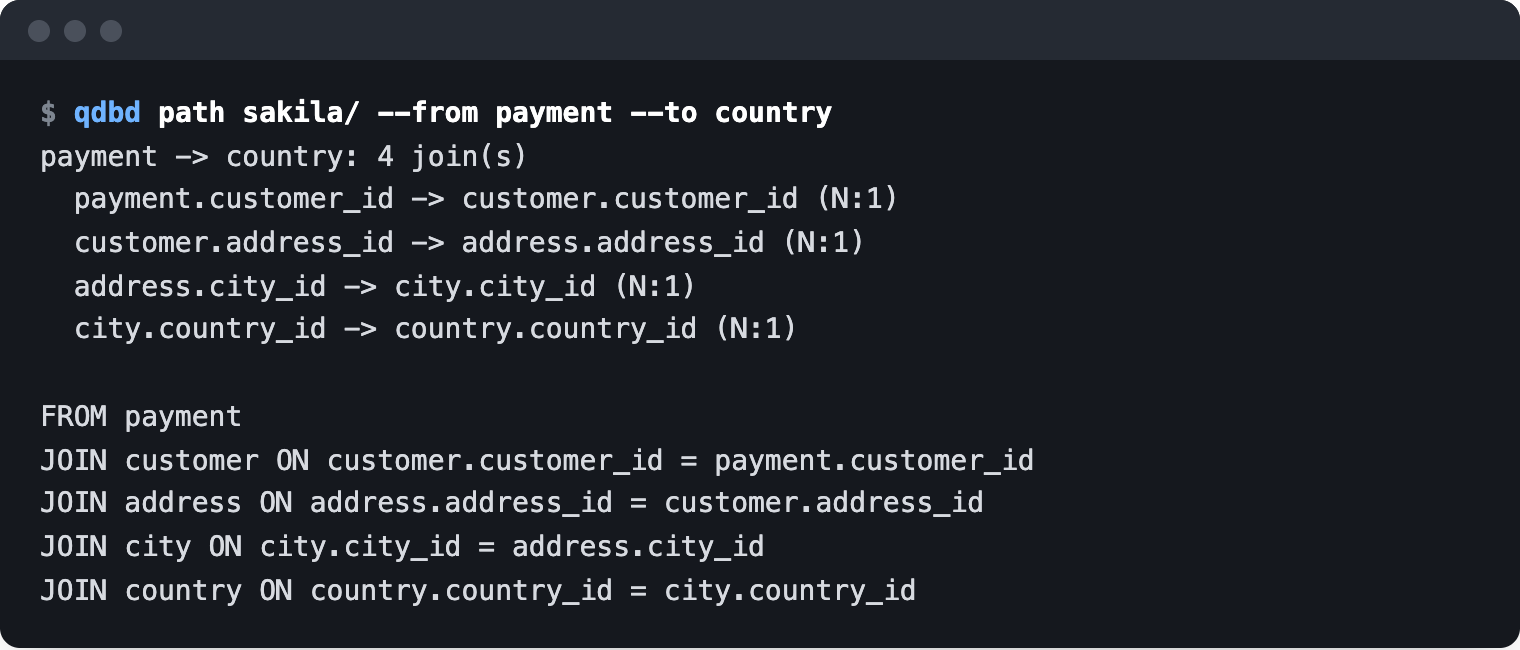 $ qdbd path sakila/ --from payment --to country
payment -> country: 4 join(s)
  payment.customer_id -> customer.customer_id (N:1)
  customer.address_id -> address.address_id (N:1)
  address.city_id -> city.city_id (N:1)
  city.country_id -> country.country_id (N:1)

FROM payment
JOIN customer ON customer.customer_id = payment.customer_id
JOIN address ON address.address_id = customer.address_id
JOIN city ON city.city_id = address.city_id
JOIN country ON country.country_id = city.country_id